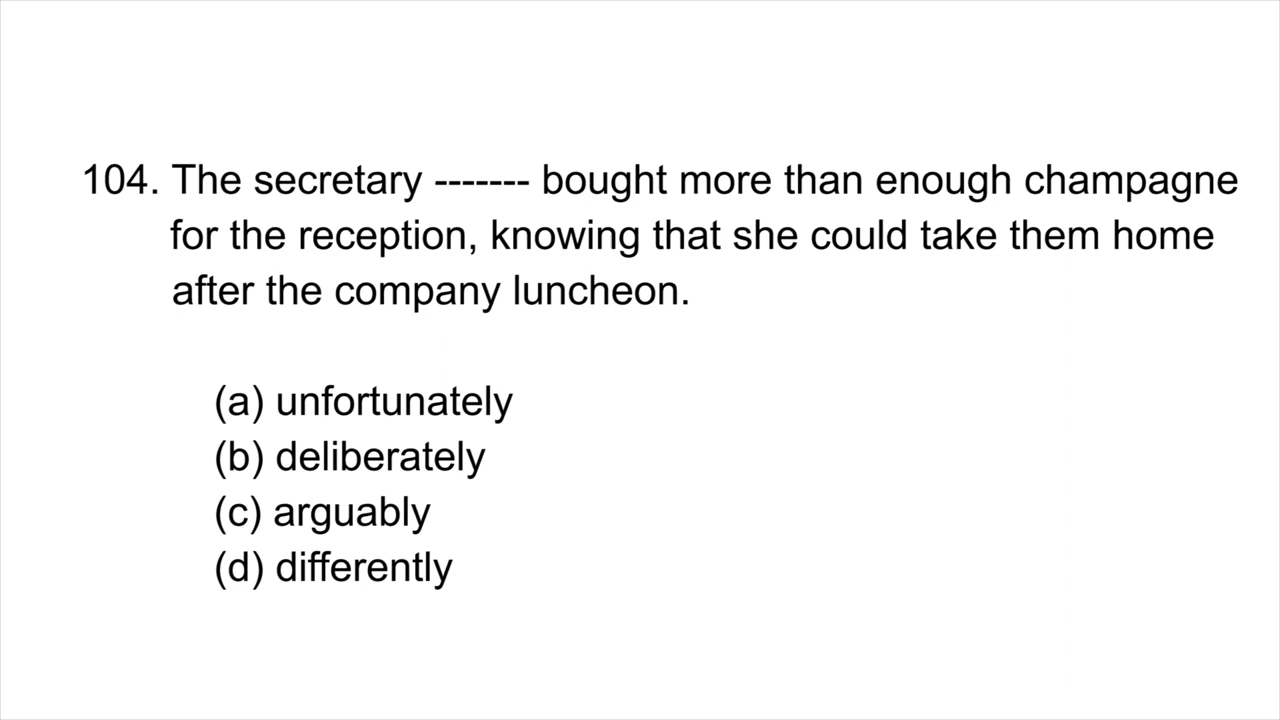 104. The secretary ------- bought more than enough champagne
for the reception, knowing that she could take them home
after the company luncheon.
(a) unfortunately
(b) deliberately
(c) arguably
(d) differently